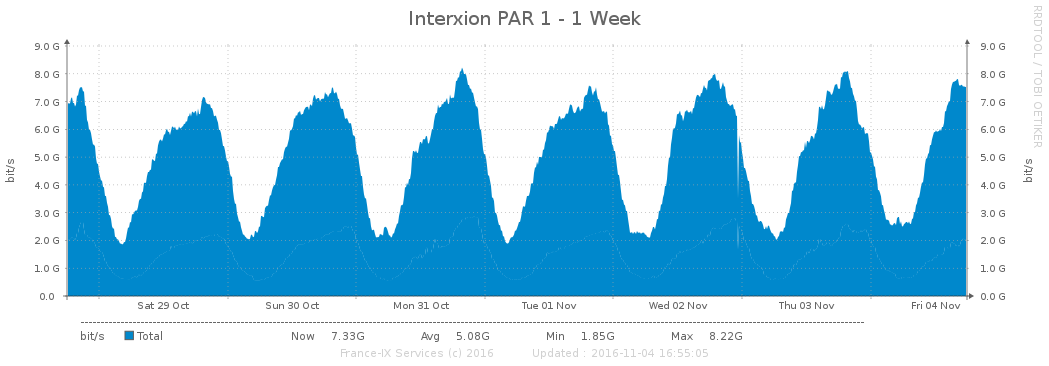 Interxion PAR 1 - 1 Week
RRDTOOL / TOBI OETIKER
bit/s
bit/s
9.0 G 9.0 G
8.0 G 8.0 G
7.0 G 7.0 G
6.0 G 6.0 G
5.0 G 5.0 G
4.0 G 4.0 G
3.0 G 3.0 G
2.0 G 2.0 G
1.0 G 1.0 G
0.0 0.0 G
Sat 29 Oct Sun 30 Oct Mon 31 Oct Tue 01 Nov Wed 02 Nov Thu 03 Nov Fri 04 Nov
bit/s Total Now 7.33G Avg 5.08G Min 1.85G Max 8.22G
France-IX Services (c) 2016 Updated : 2016-11-04 16:55:05